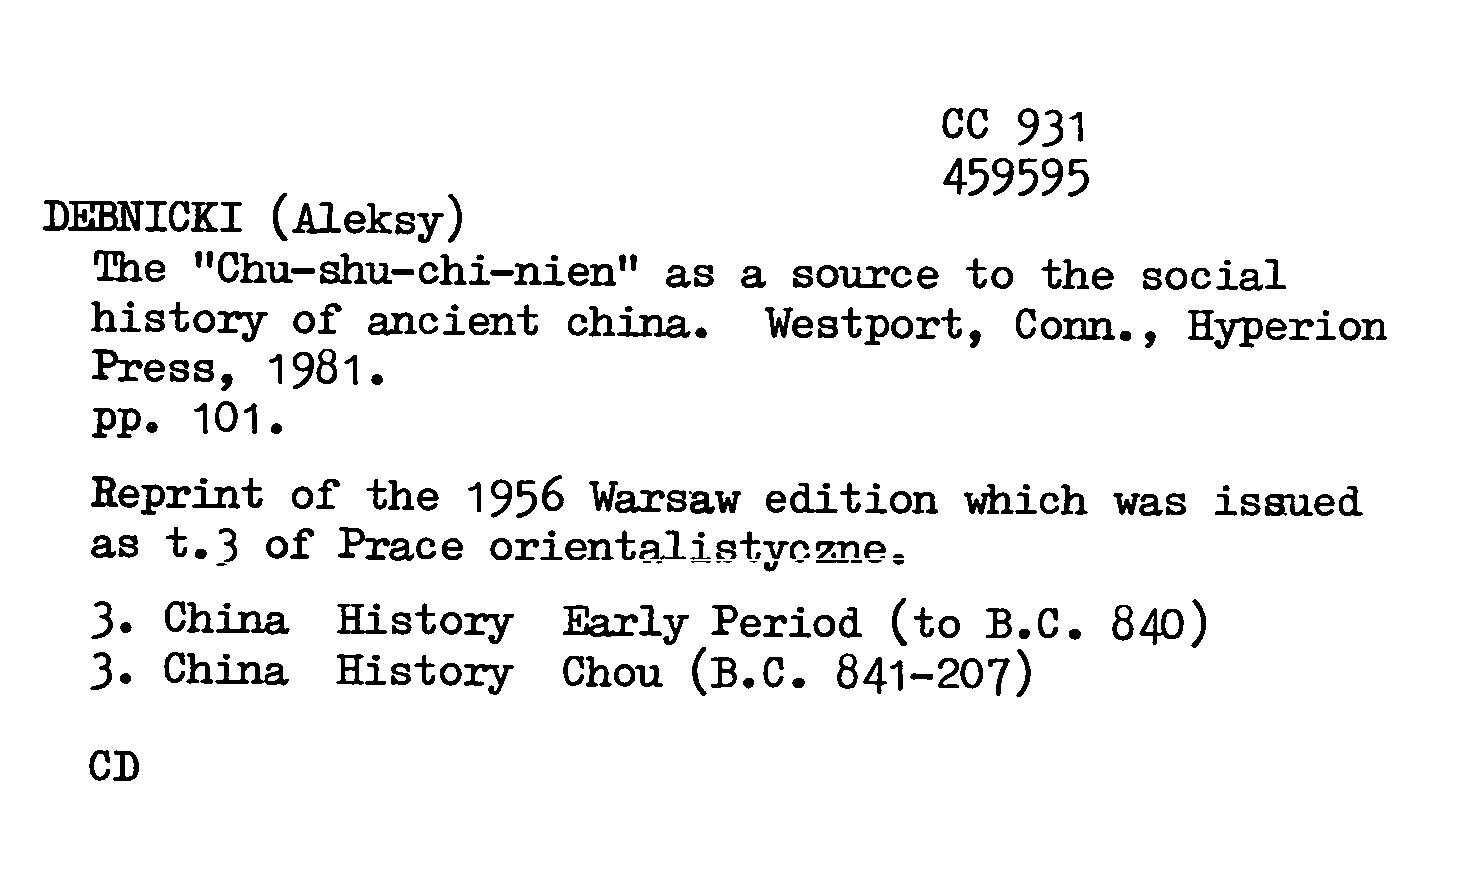 CC 931
459595
DEBNICKI (Aleksy)
The "Chu-shu-chi-nien" as a source to the social
history of ancient china. Westport, Conn., Hyperion
Press, 1981.
pp. 101.
Reprint of the 1956 Warsaw edition which was issued
as t.3 of Prace orientalistyczne.
3. China History Early Period (to B.C. 840)
3. China History Chou (B.C. 841-207)
CD